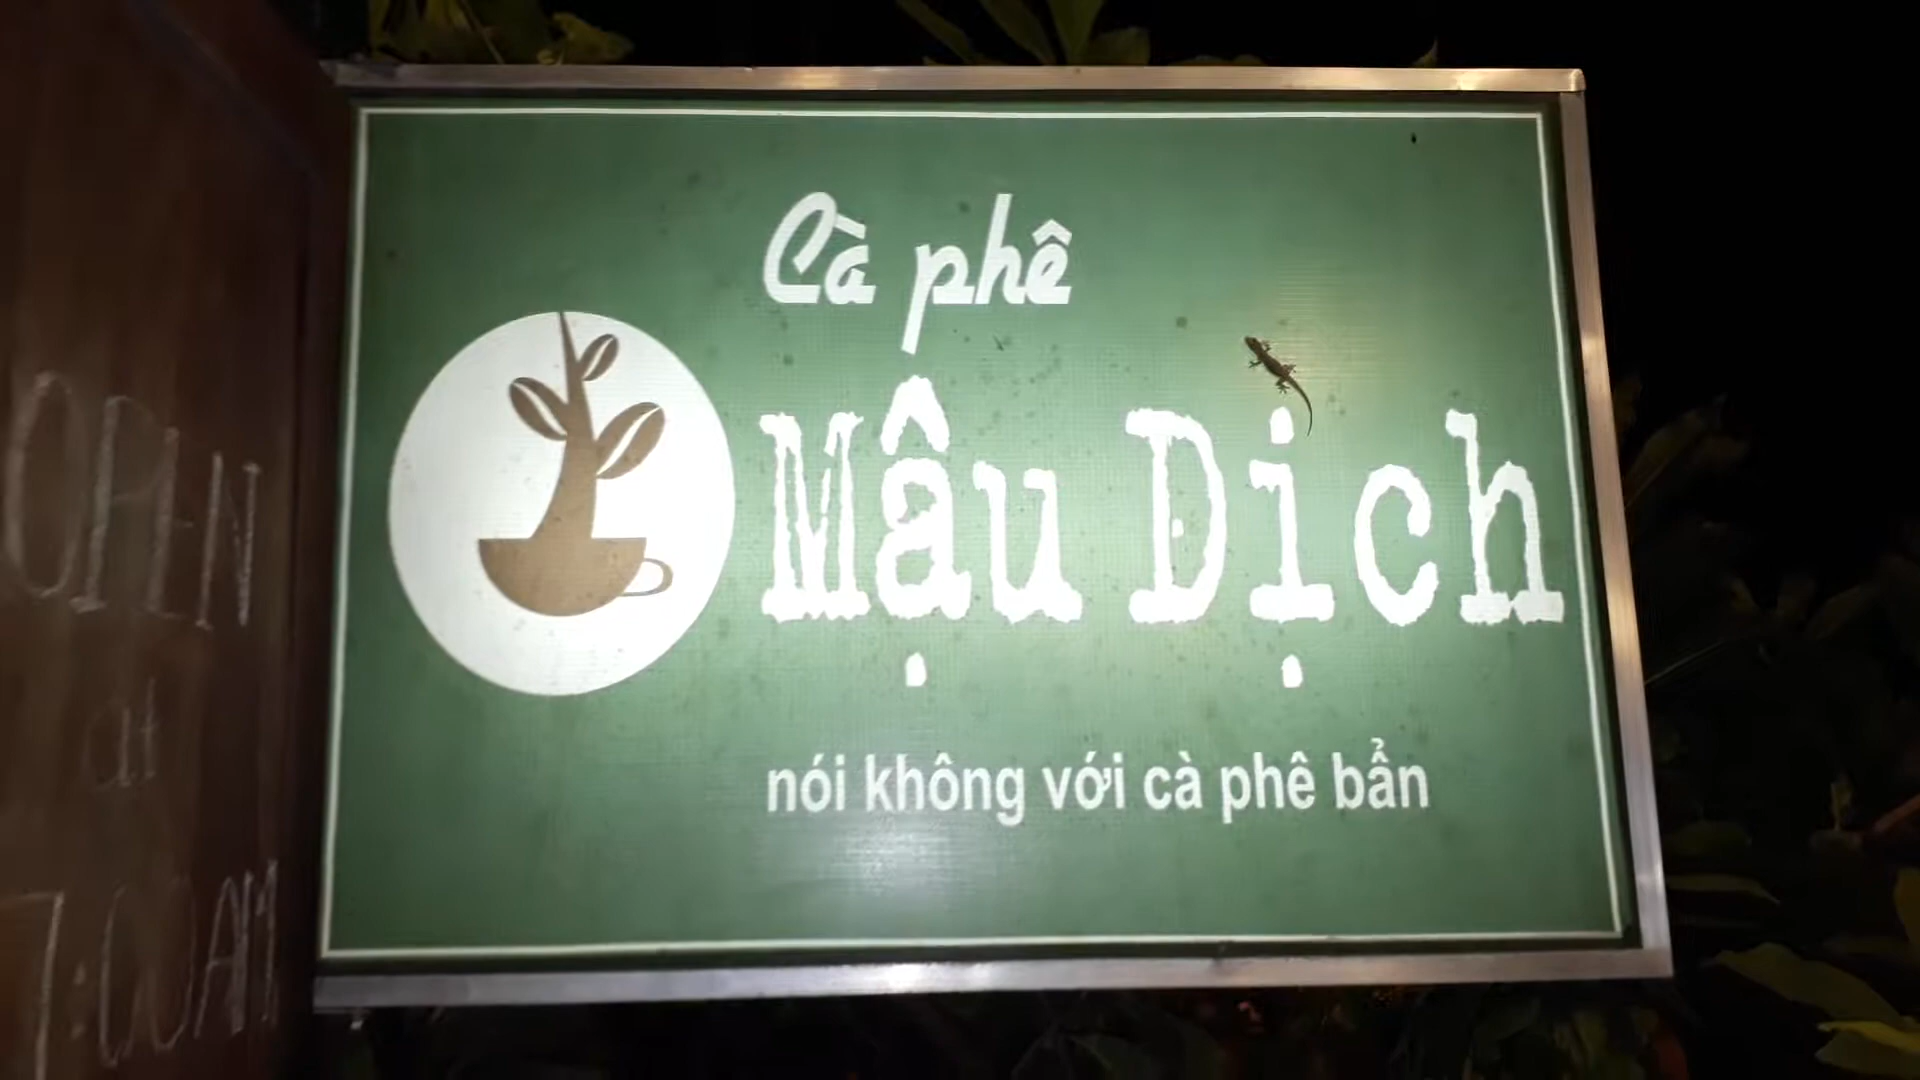 OPEN
at
7:00AM
Cà phê
Mậu Dịch
nói không với cà phê bẩn